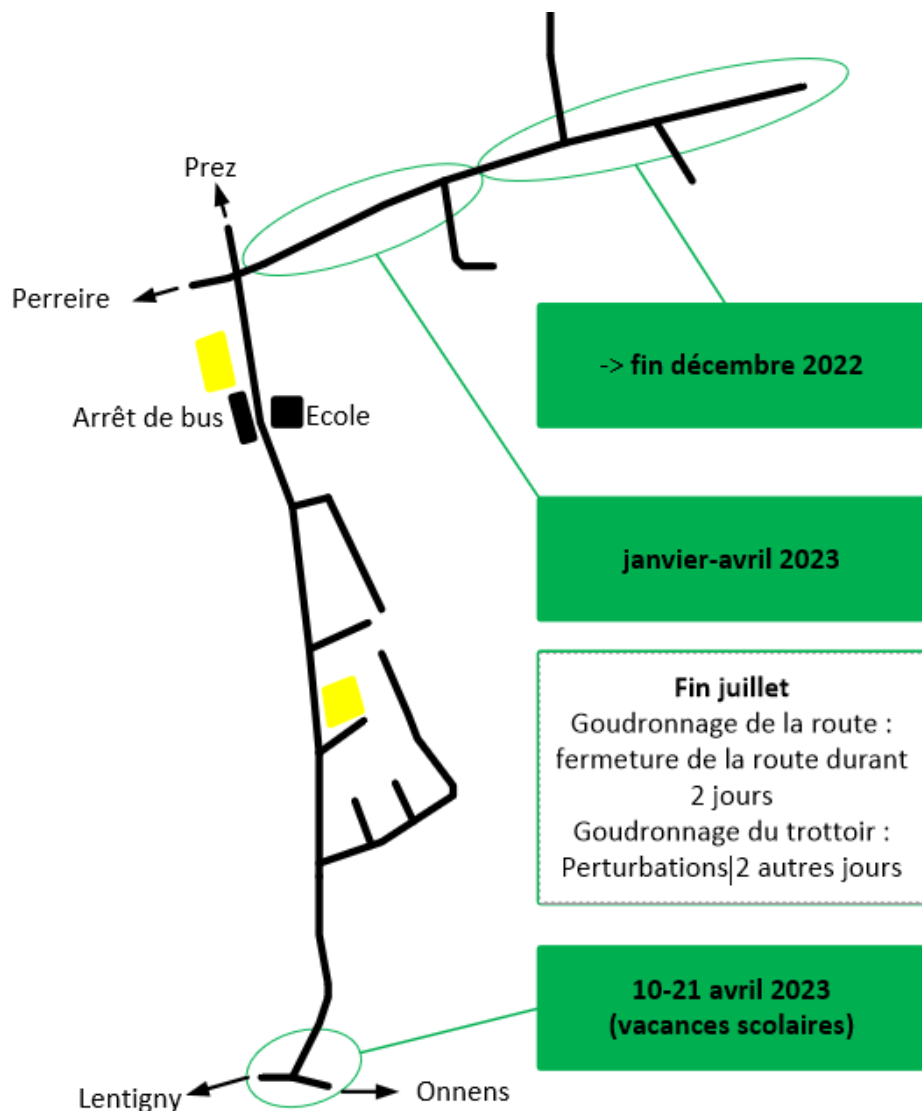 Prez
Perreire
-> fin décembre 2022
Arrêt de bus
Ecole
janvier-avril 2023
Fin juillet
Goudronnage de la route :
fermeture de la route durant
2 jours
Goudronnage du trottoir :
Perturbations|2 autres jours
10-21 avril 2023
(vacances scolaires)
Lentigny
Onnens